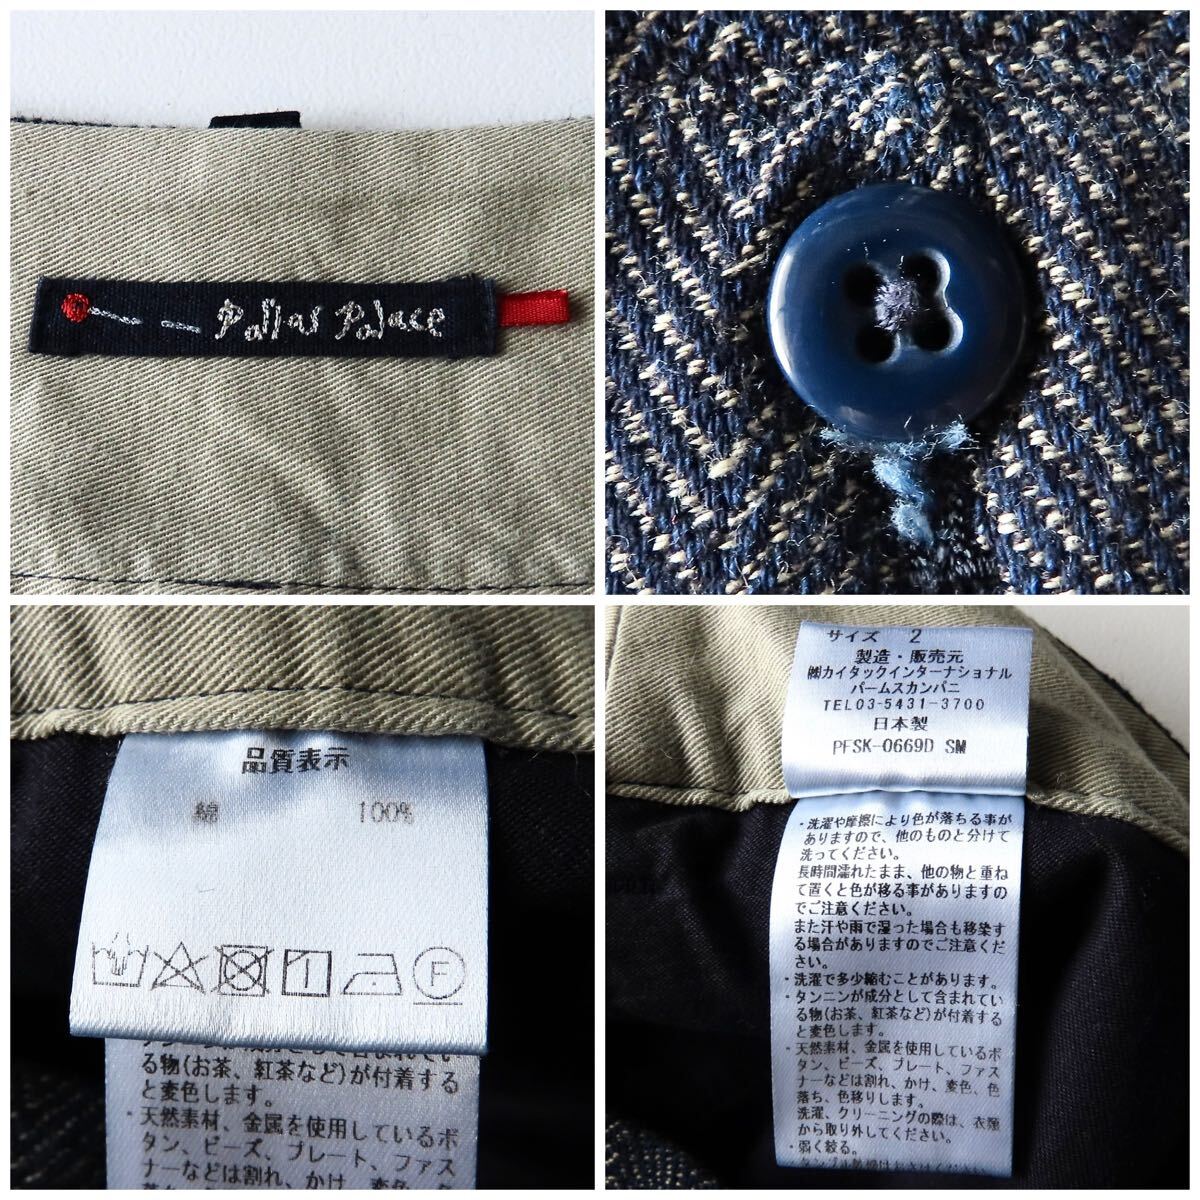 Pallas Palace
品質表示
綿 100%
F
る物(お茶、紅茶など)が付着する
と変色します。
・天然素材、金属を使用しているボ
タン、ビーズ、プレート、ファス
ナーなどは割れ、かけ、変色、色
サイズ 2
製造・販売元
㈱カイタックインターナショナル
パームスカンパニ
TEL03-5431-3700
日本製
PFSK-0669D SM
・洗濯や摩擦により色が落ちる事が
ありますので、他のものと分けて
洗ってください。
長時間濡れたまま、他の物と重ね
て置くと色が移る事がありますの
でご注意ください。
また汗や雨で湿った場合も移染す
る場合がありますのでご注意くだ
さい。
・洗濯で多少縮むことがあります。
・タンニンが成分として含まれてい
る物(お茶、紅茶など)が付着する
と変色します。
・天然素材、金属を使用しているボ
タン、ビーズ、プレート、ファス
ナーなどは割れ、かけ、変色、色
落ち、色移りします。
洗濯、クリーニングの際は、衣類
から取り外してください。
・弱く絞る。